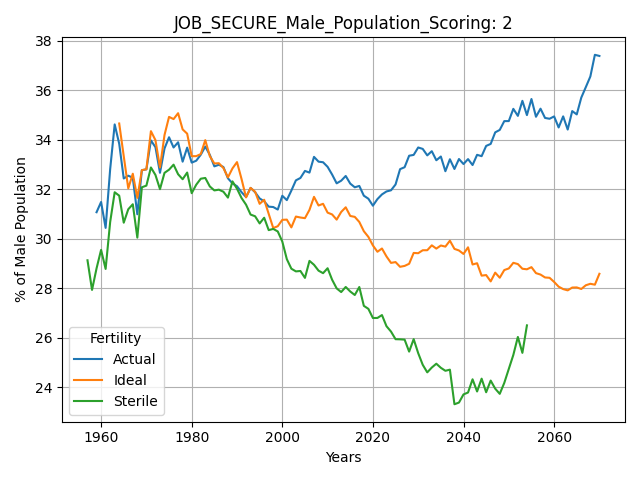 JOB_SECURE_Male_Population_Scoring: 2
% of Male Population
38
36
34
32
30
28
26
24
Fertility
Actual
Ideal
Sterile
1960
1980
2000
2020
2040
2060
Years